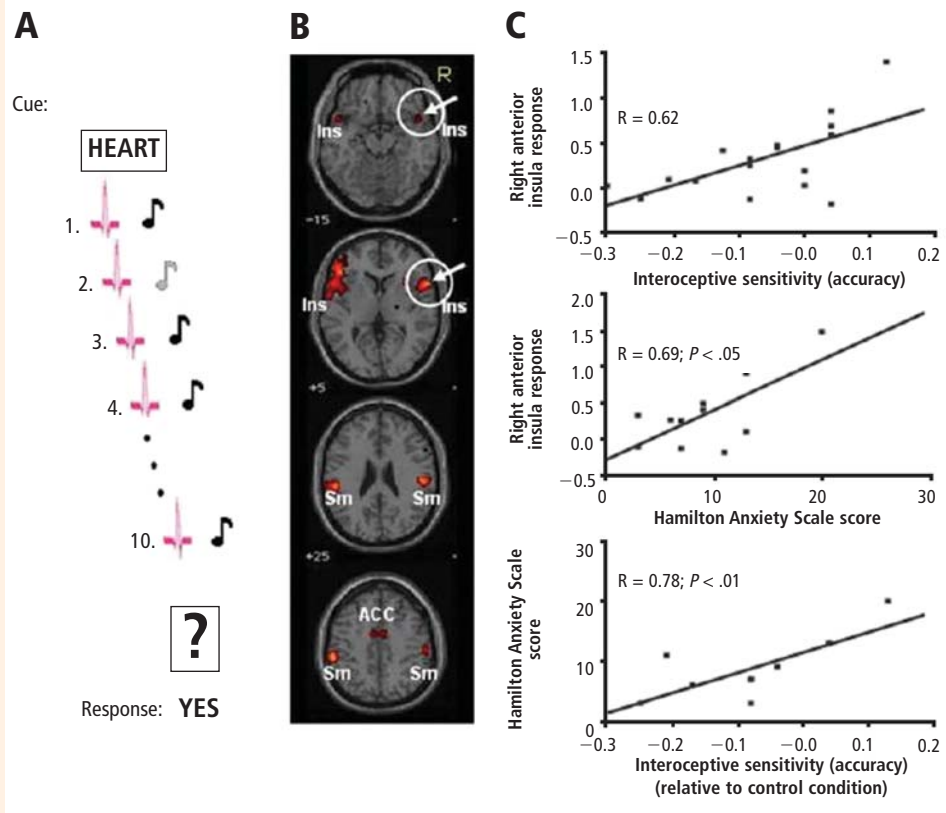 A
Cue:
HEART
1.
2.
3.
4.
10.
?
Response: YES
B
R
Ins
Ins
−15
Ins
Ins
+5
Sm
Sm
+25
ACC
Sm
Sm
C
Right anterior
insula response
1.5
1.0
0.5
0.0
−0.5
R = 0.62
−0.3 −0.2 −0.1 −0.0 0.1 0.2
Interoceptive sensitivity (accuracy)
Right anterior
insula response
2.0
1.5
1.0
0.5
0.0
−0.5
R = 0.69; P < .05
0 10 20 30
Hamilton Anxiety Scale score
Hamilton Anxiety Scale
score
30
20
10
0
R = 0.78; P < .01
−0.3 −0.2 −0.1 −0.0 0.1 0.2
Interoceptive sensitivity (accuracy)
(relative to control condition)